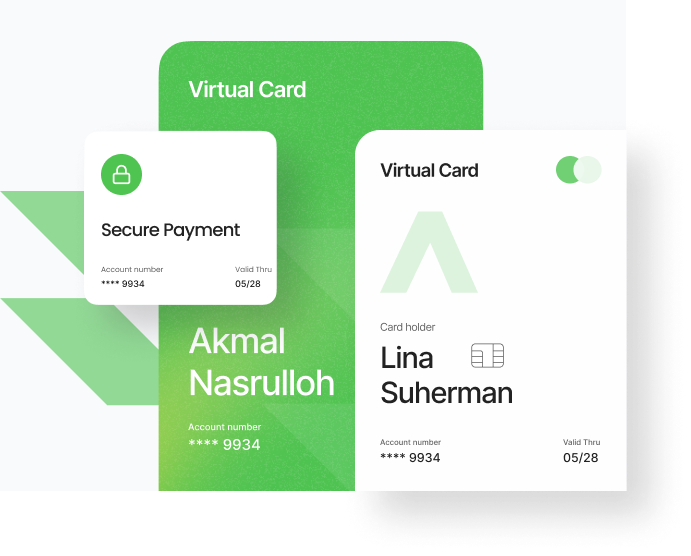 Virtual Card
Secure Payment
Account number
Valid Thru
**** 9934
05/28
Akmal
Nasrulloh
Account number
**** 9934
Virtual Card
Card holder
Lina
Suherman
Account number
Valid Thru
**** 9934
05/28